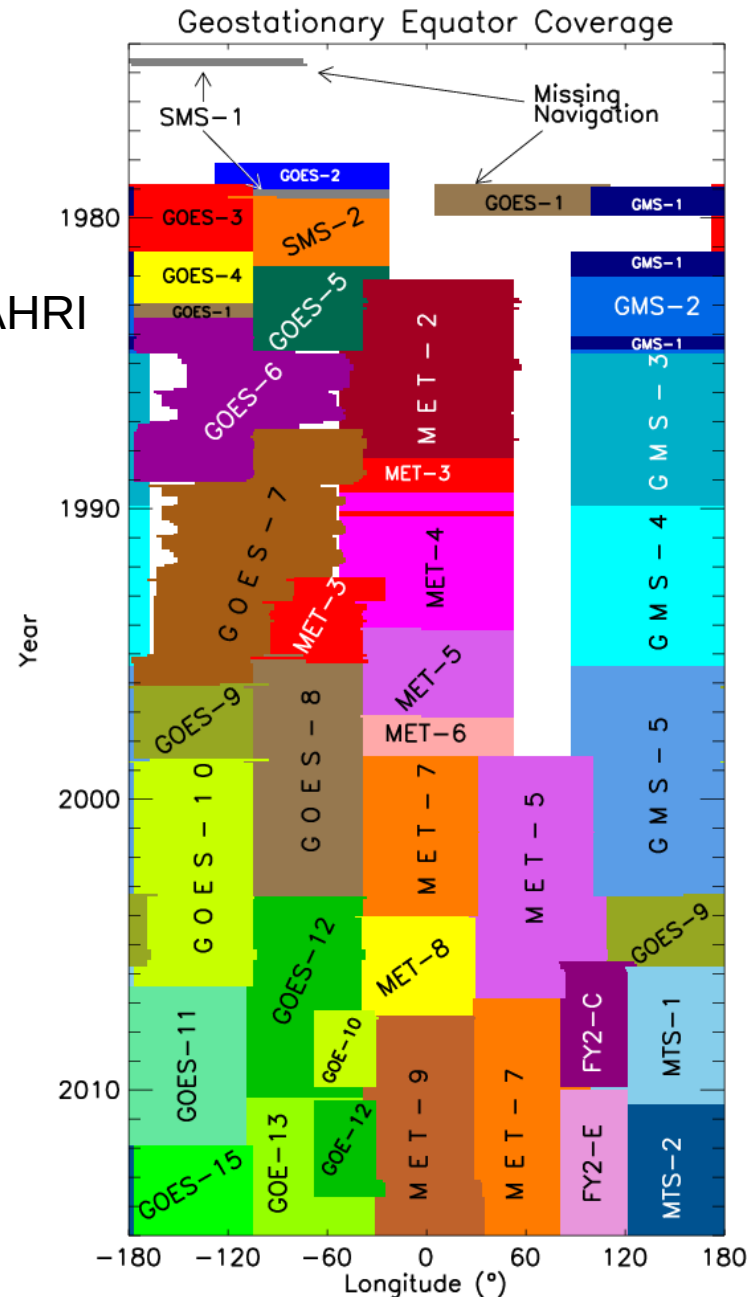 Geostationary Equator Coverage
SMS-1
Missing
Navigation
GOES-2
GOES-3
SMS-2
GOES-1
GMS-1
1980
GOES-4
GOES-5
GMS-1
GOES-1
GMS-2
AHRI
GMS-1
GOES-6
MET-2
GMS-3
MET-3
1990
GOES-7
MET-4
GMS-4
MET-3
Year
MET-5
GOES-9
GOES-8
MET-6
GMS-5
2000
GOES-10
MET-7
MET-5
GOES-12
MET-8
GOES-9
GOES-11
GOE-10
FY2-C
MTS-1
2010
MET-9
MET-7
GOE-13
GOE-12
GOES-15
FY2-E
MTS-2
-180 -120 -60 0 60 120 180
Longitude (°)